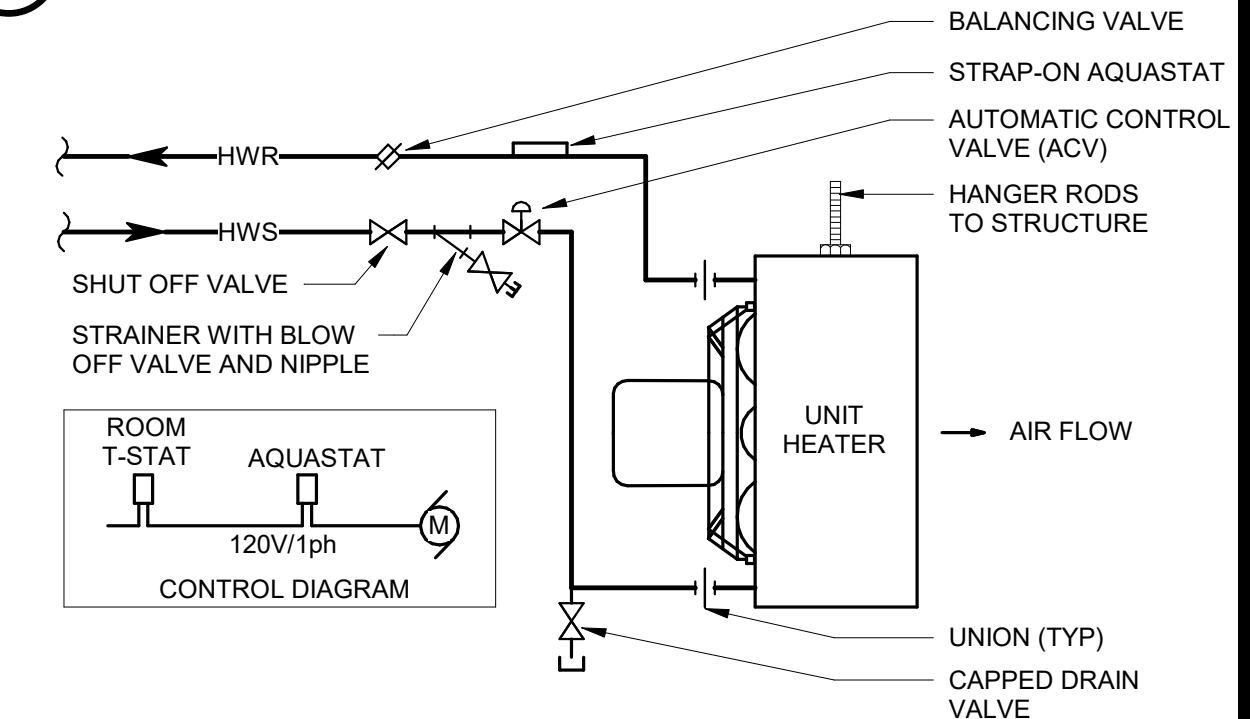 BALANCING VALVE
STRAP-ON AQUASTAT
AUTOMATIC CONTROL
VALVE (ACV)
HANGER RODS
TO STRUCTURE
HWR
HWS
SHUT OFF VALVE
STRAINER WITH BLOW
OFF VALVE AND NIPPLE
UNIT
HEATER
AIR FLOW
ROOM
T-STAT
AQUASTAT
M
120V/1ph
CONTROL DIAGRAM
UNION (TYP)
CAPPED DRAIN
VALVE